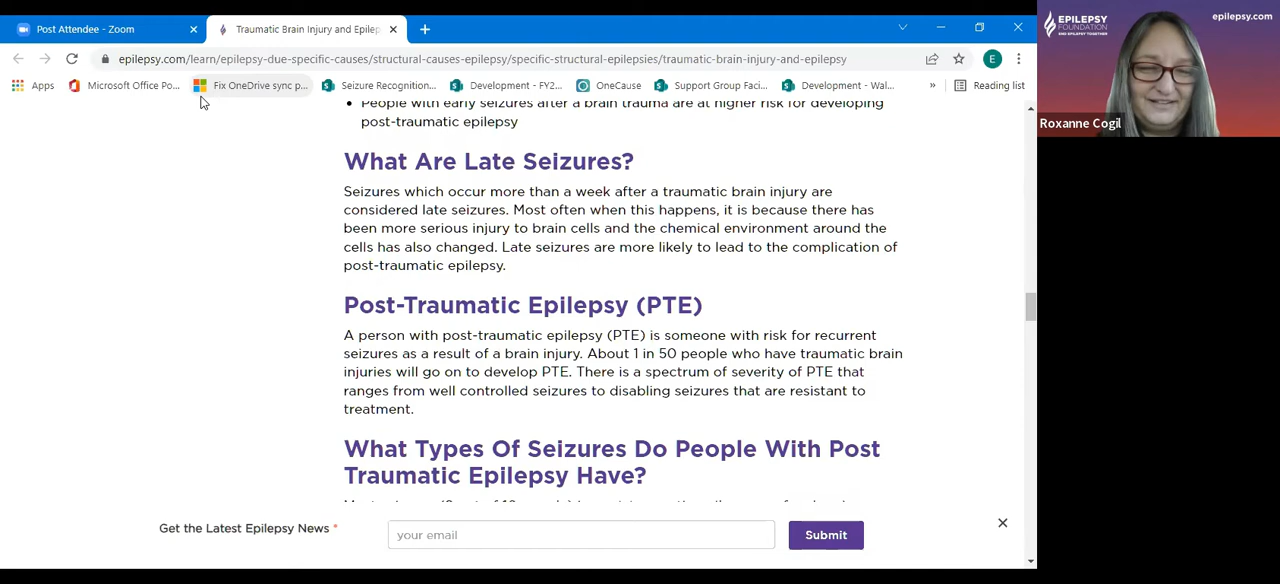 Post Attendee - Zoom
Traumatic Brain Injury and Epilep
epilepsy.com/learn/epilepsy-due-specific-causes/structural-causes-epilepsy/specific-structural-epilepsies/traumatic-brain-injury-and-epilepsy
E
Apps
Microsoft Office Po...
Fix OneDrive sync p...
Seizure Recognition...
Development - FY2...
OneCause
Support Group Faci...
Development - Wal...
»
Reading list
EPILEPSY
FOUNDATION
END EPILEPSY TOGETHER
epilepsy.com
Roxanne Cogil
• People with early seizures after a brain trauma are at higher risk for developing
post-traumatic epilepsy
What Are Late Seizures?
Seizures which occur more than a week after a traumatic brain injury are
considered late seizures. Most often when this happens, it is because there has
been more serious injury to brain cells and the chemical environment around the
cells has also changed. Late seizures are more likely to lead to the complication of
post-traumatic epilepsy.
Post-Traumatic Epilepsy (PTE)
A person with post-traumatic epilepsy (PTE) is someone with risk for recurrent
seizures as a result of a brain injury. About 1 in 50 people who have traumatic brain
injuries will go on to develop PTE. There is a spectrum of severity of PTE that
ranges from well controlled seizures to disabling seizures that are resistant to
treatment.
What Types Of Seizures Do People With Post
Traumatic Epilepsy Have?
Get the Latest Epilepsy News *
your email
Submit